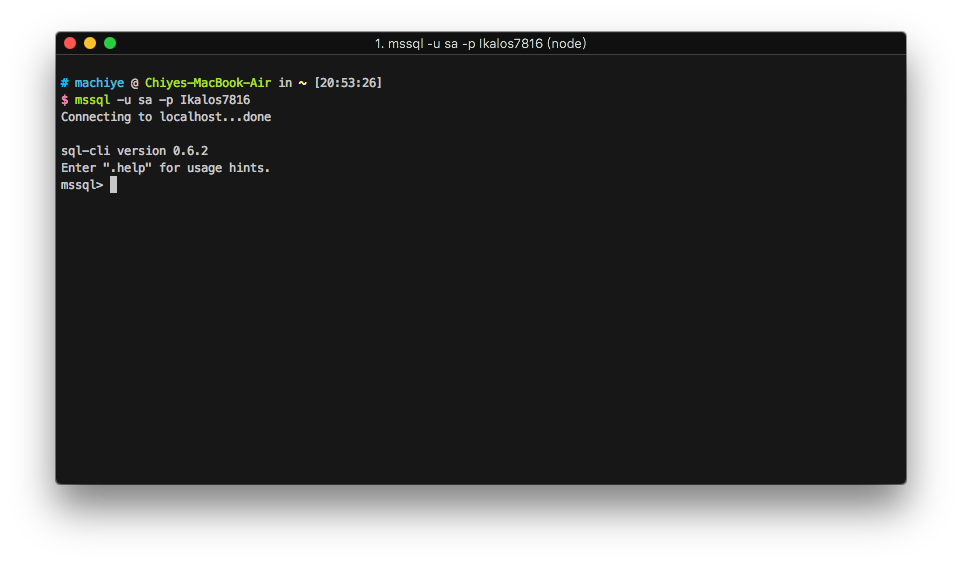 1. mssql -u sa -p Ikalos7816 (node)
# machiye @ Chiyes-MacBook-Air in ~ [20:53:26]
$ mssql -u sa -p Ikalos7816
Connecting to localhost...done
sql-cli version 0.6.2
Enter ".help" for usage hints.
mssql>